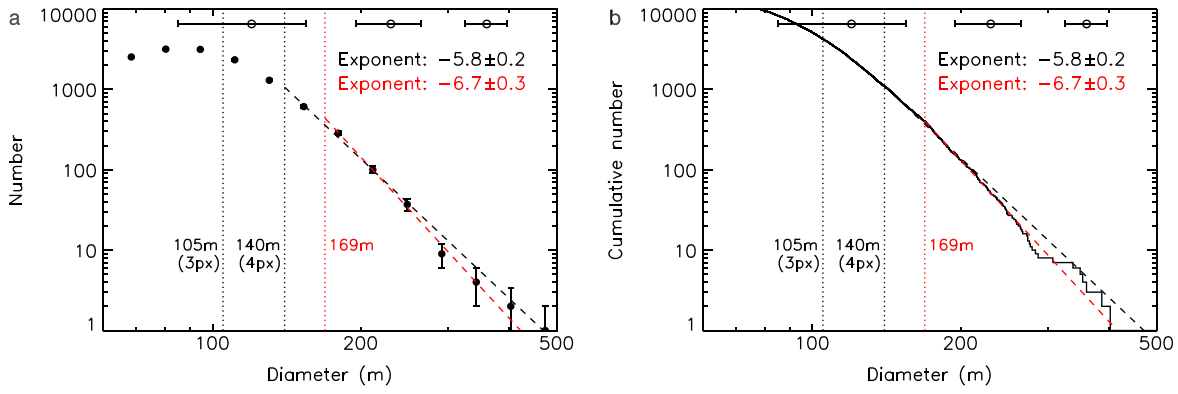 a
10000
1000
100
10
1
Number
Exponent: −5.8±0.2
Exponent: −6.7±0.3
105m
(3px)
140m
(4px)
169m
100
200
500
Diameter (m)
b
10000
1000
100
10
1
Cumulative number
Exponent: −5.8±0.2
Exponent: −6.7±0.3
105m
(3px)
140m
(4px)
169m
100
200
500
Diameter (m)